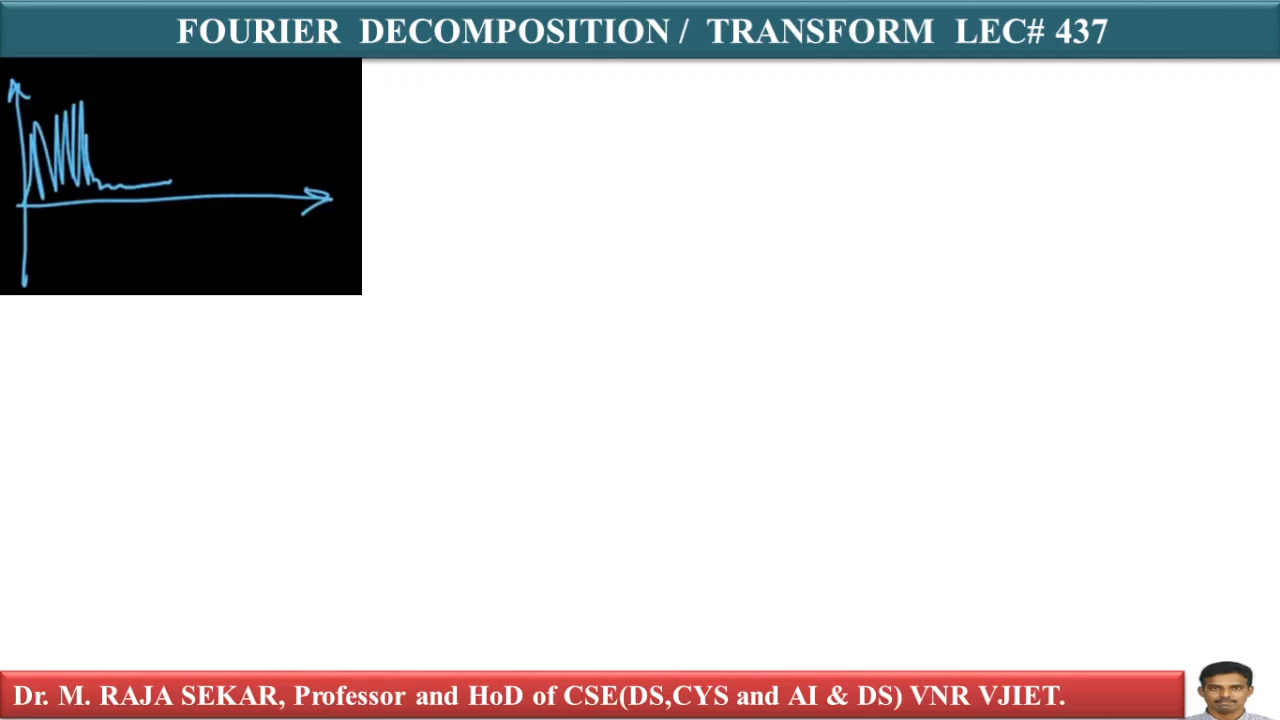 FOURIER DECOMPOSITION / TRANSFORM LEC# 437
Dr. M. RAJA SEKAR, Professor and HoD of CSE(DS,CYS and AI & DS) VNR VJIET.